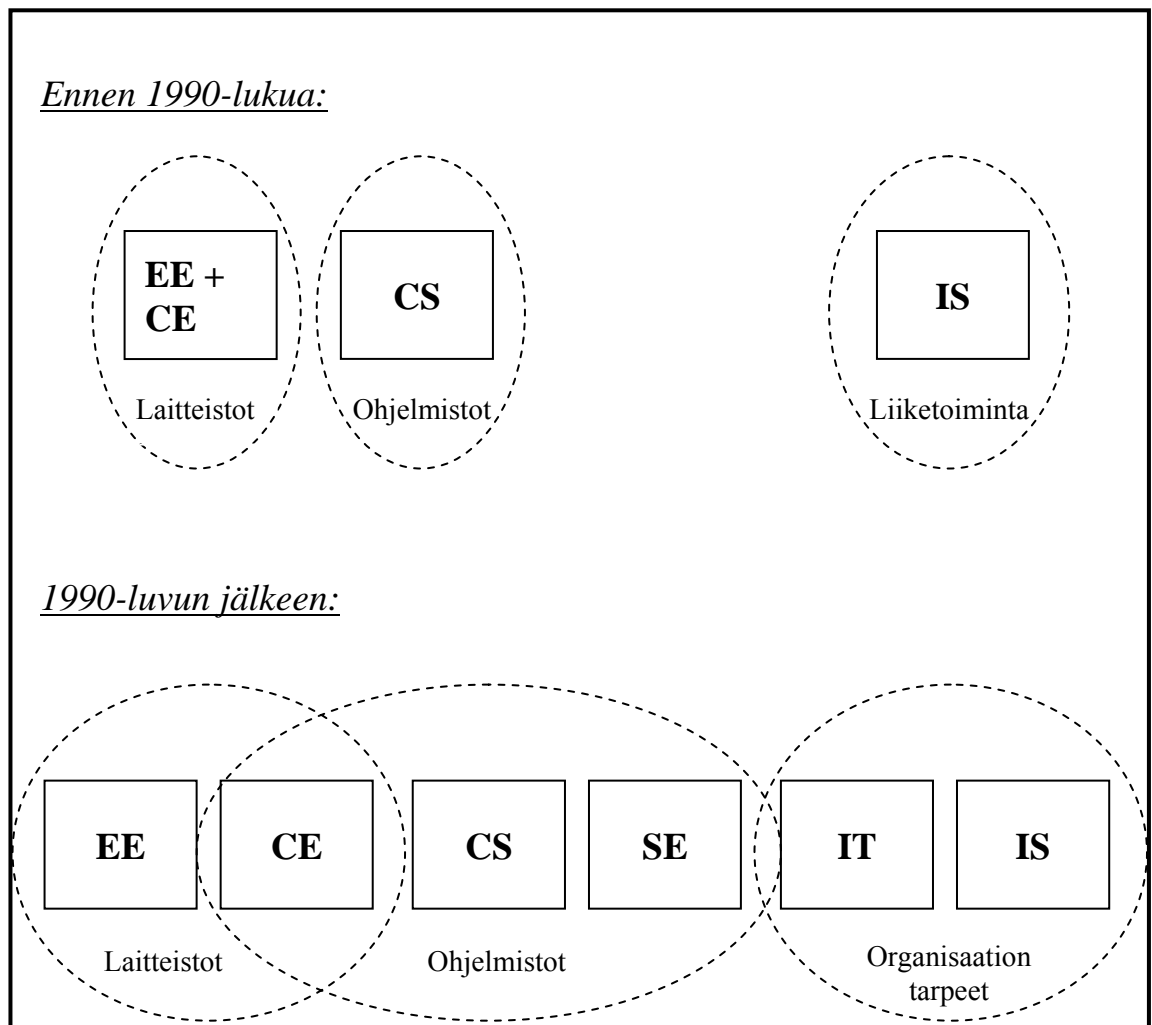 Ennen 1990-lukua:
EE +
CE
CS
IS
Laitteistot
Ohjelmistot
Liiketoiminta
1990-luvun jälkeen:
EE
CE
CS
SE
IT
IS
Laitteistot
Ohjelmistot
Organisaation
tarpeet